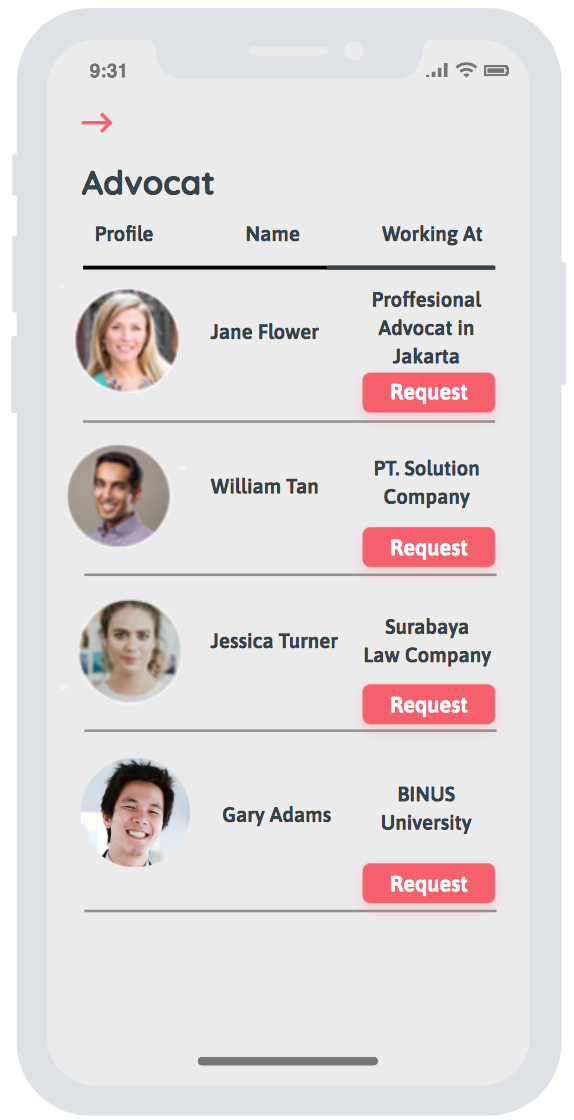 9:31
Advocat
Profile Name Working At
Jane Flower
Proffesional
Advocat in
Jakarta
Request
William Tan
PT. Solution
Company
Request
Jessica Turner
Surabaya
Law Company
Request
Gary Adams
BINUS
University
Request